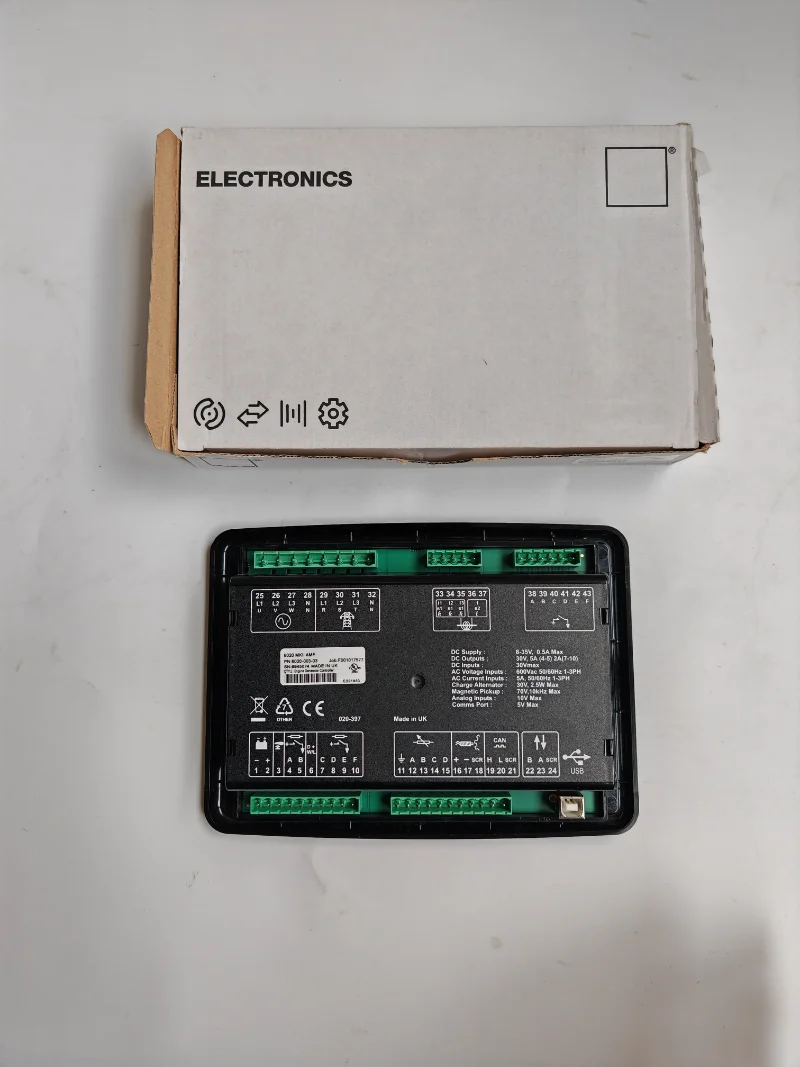 ELECTRONICS
®
25 26 27 28 29 30 31 32
L1 L2 L3 N L1 L2 L3 N
U V W N R S T N
33 34 35 36 37
38 39 40 41 42 43
A B C D E F
MADE IN UK
DC Supply : 8-35V, 0.5A Max
DC Outputs : 30V, 5A (4-5) 2A(7-10)
DC Inputs : 30Vmax
AC Voltage Inputs : 600Vac 50/60Hz 1-3PH
AC Current Inputs : 5A, 50/60Hz 1-3PH
Charge Alternator : 30V, 2.5W Max
Magnetic Pickup : 70V,10kHz Max
Analog Inputs : 10V Max
Comms Port : 5V Max
OTHER
CE
020-397
Made in UK
D+
W/L
CAN
− + A B C D E F
1 2 3 4 5 6 7 8 9 10
A B C D + − SCR H L SCR
11 12 13 14 15 16 17 18 19 20 21
B A SCR
22 23 24
USB